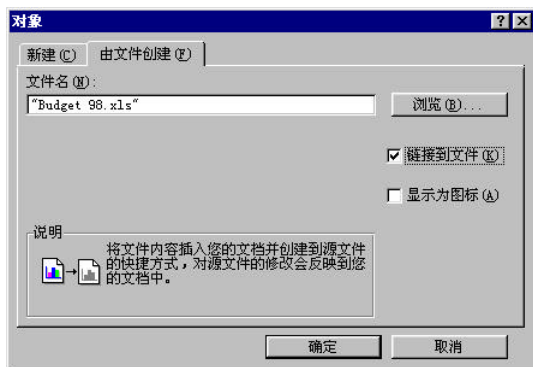 对象
新建(C) 由文件创建(F)
文件名(N):
"Budget 98.xls"
浏览(B)...
链接到文件(K)
显示为图标(A)
说明
将文件内容插入您的文档并创建到源文件
的快捷方式，对源文件的修改会反映到您
的文档中。
确定 取消